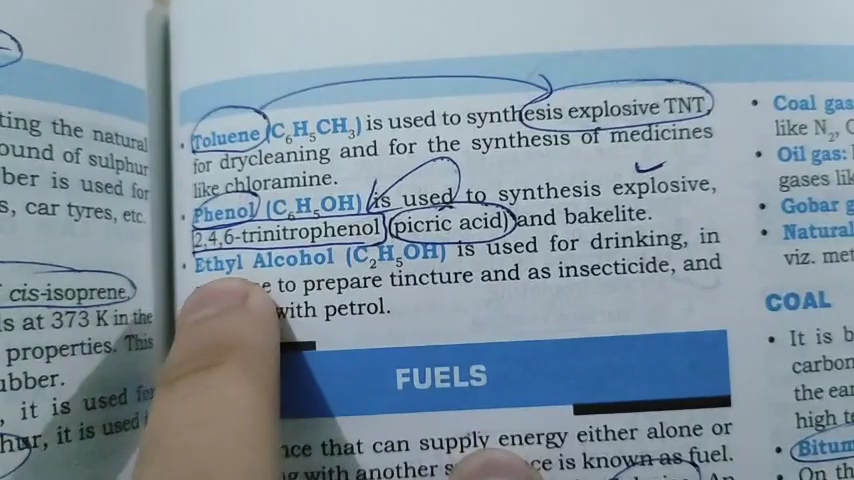 ting the natural
ound of sulphur
ber is used for
s, car tyres, etc.
cis-isoprene,
ls at 373 K in the
properties. This
ubber.
, it is used for
hur, it is used
Toluene (C₆H₅CH₃) is used to synthesis explosive TNT,
for drycleaning and for the synthesis of medicines
like chloramine.
Phenol (C₆H₅OH) is used to synthesis explosive,
2,4,6-trinitrophenol (picric acid) and bakelite.
Ethyl Alcohol (C₂H₅OH) is used for drinking, in
e to prepare tincture and as insecticide, and
with petrol.
FUELS
nce that can supply energy either alone or
with another s ce is known as fuel.
An
• Coal gas
like N₂, C
• Oil gas:
gases lik
• Gobar g
• Natural
viz. met
COAL
• It is b
carbon
the ear
high te
• Bitum
• On th